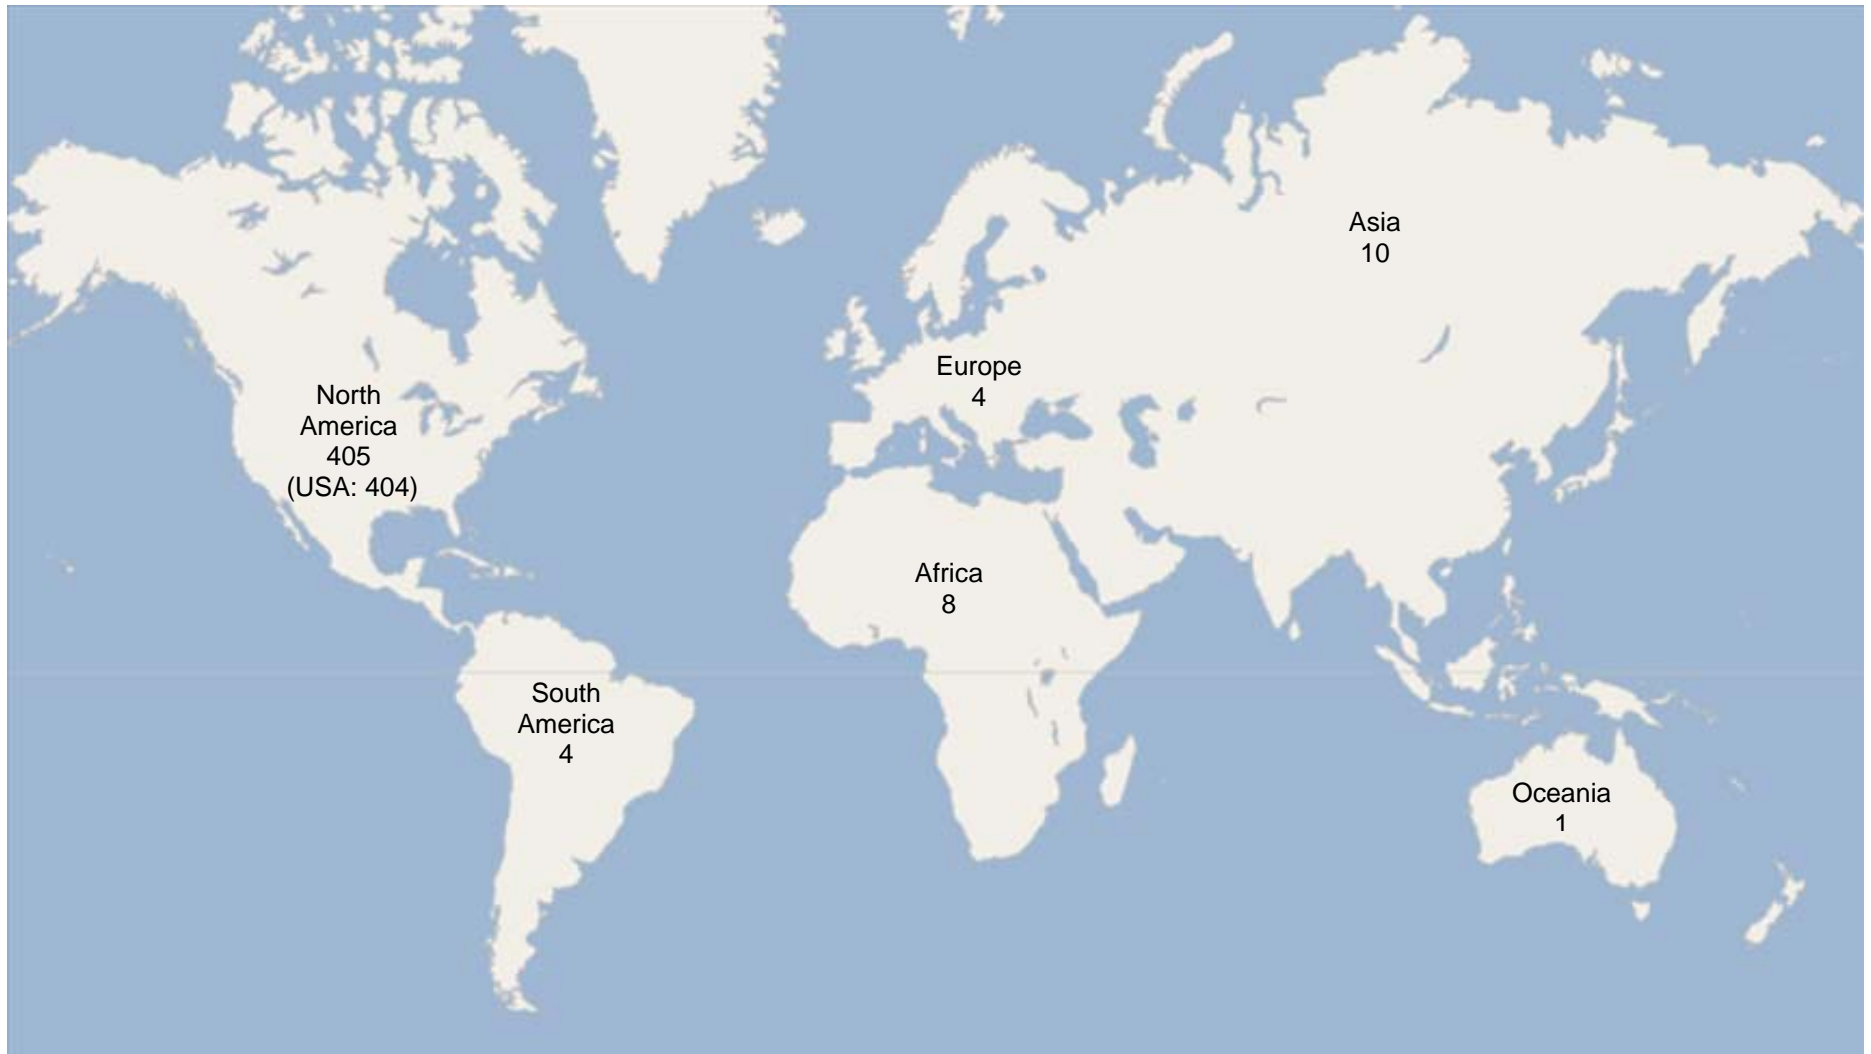 Asia
10
Europe
4
North
America
405
(USA: 404)
Africa
8
South
America
4
Oceania
1